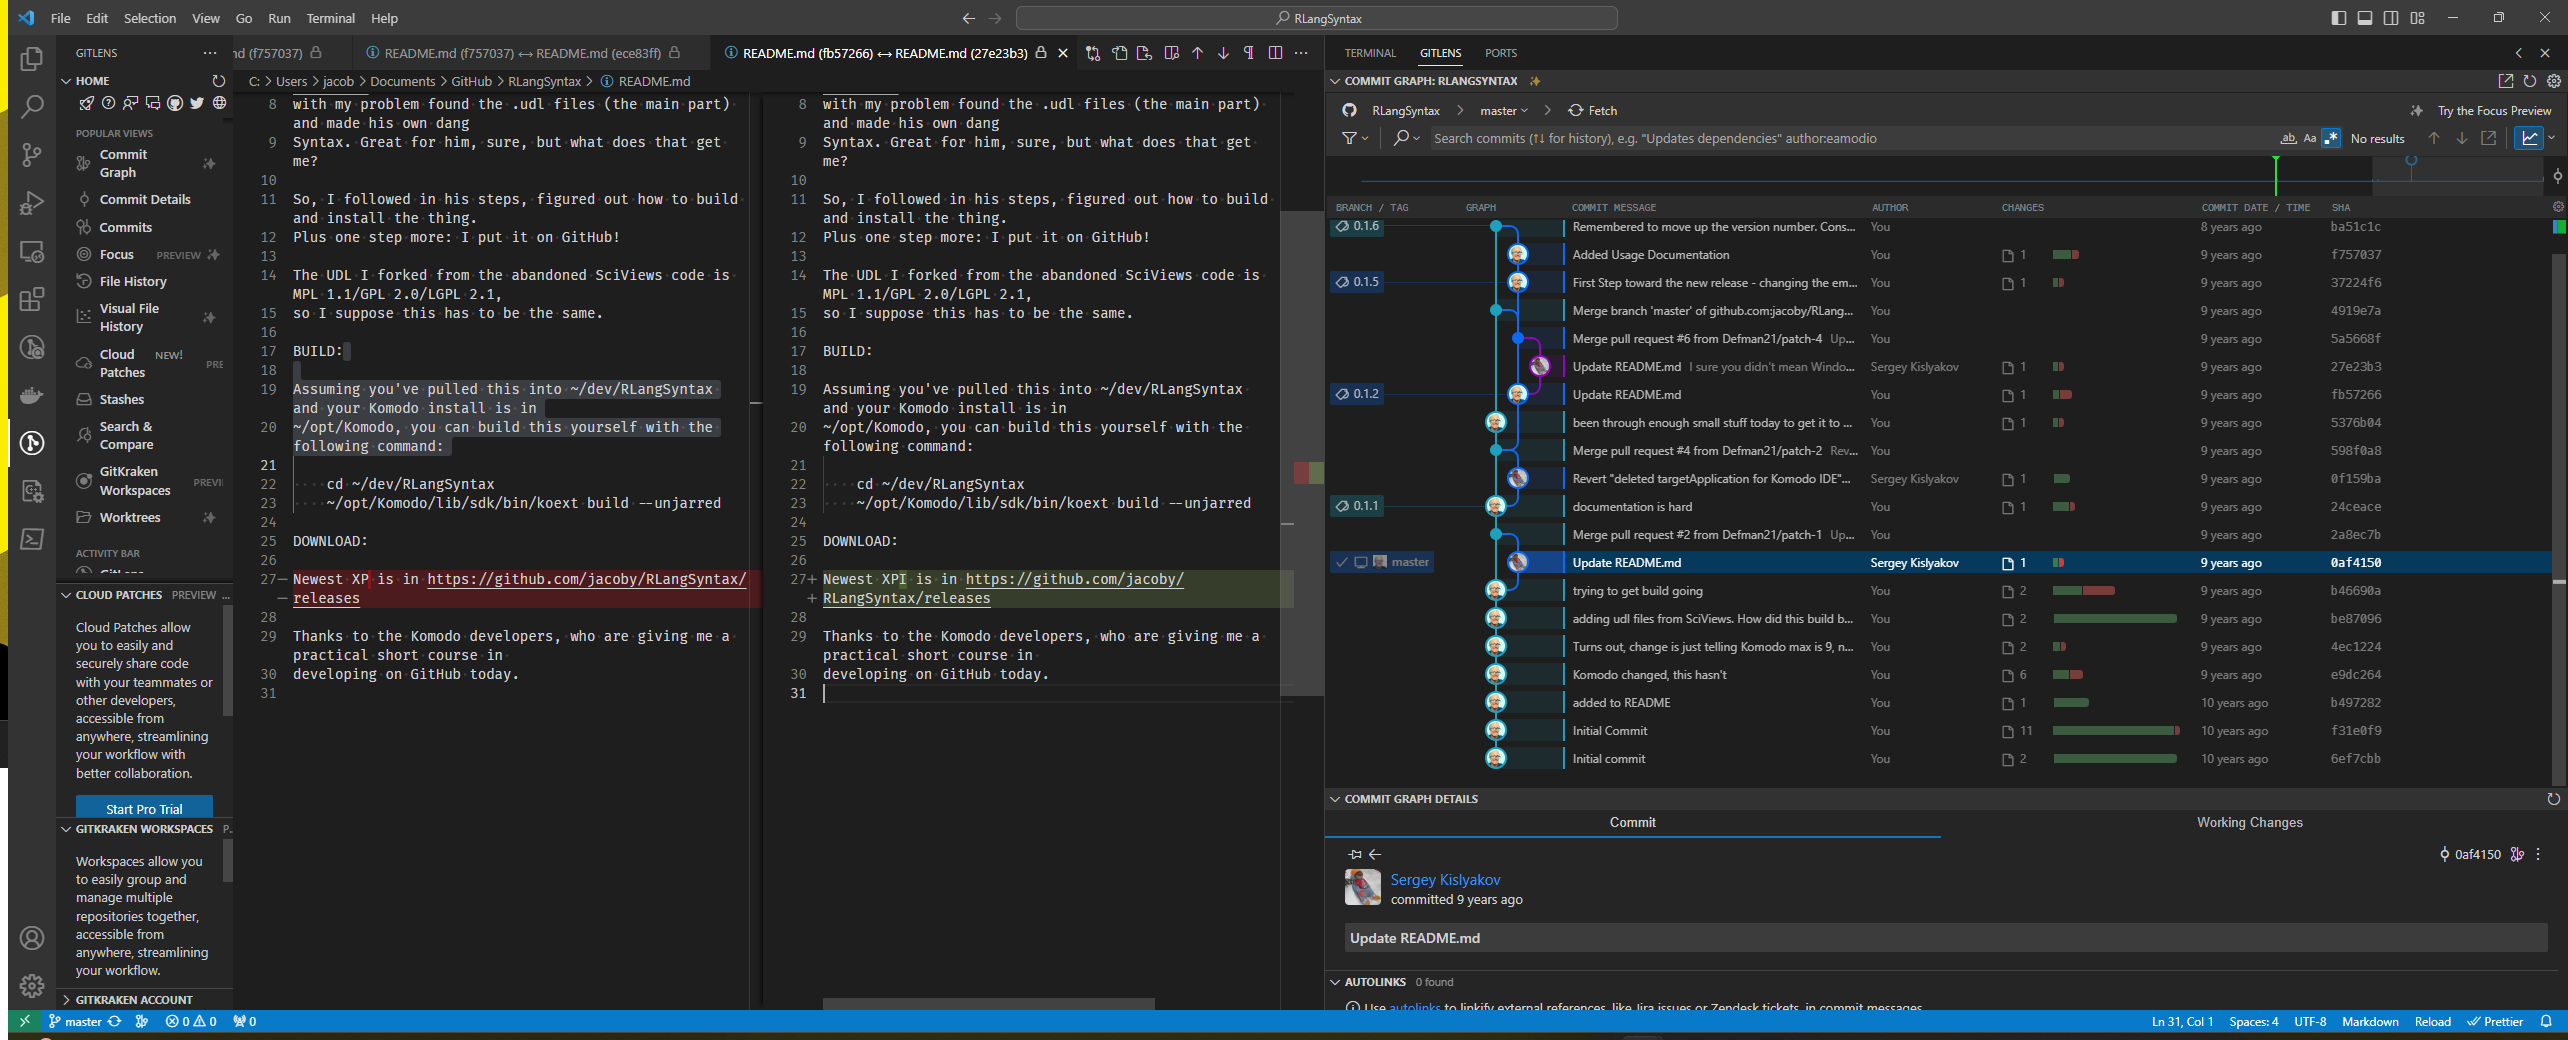 File Edit Selection View Go Run Terminal Help
RLangSyntax
GITLENS
HOME
POPULAR VIEWS
Commit
Graph
Commit Details
Commits
Focus PREVIEW
File History
Visual File
History
Cloud NEW!
Patches PRE
Stashes
Search &
Compare
GitKraken
Workspaces PREVI
Worktrees
ACTIVITY BAR
CLOUD PATCHES PREVIEW ...
Cloud Patches allow
you to easily and
securely share code
with your teammates or
other developers,
accessible from
anywhere, streamlining
your workflow with
better collaboration.
Start Pro Trial
GITKRAKEN WORKSPACES P...
Workspaces allow you
to easily group and
manage multiple
repositories together,
accessible from
anywhere, streamlining
your workflow.
GITKRAKEN ACCOUNT
nd (f757037)
README.md (f757037) ↔ README.md (ece83ff)
README.md (fb57266) ↔ README.md (27e23b3)
C: > Users > jacob > Documents > GitHub > RLangSyntax > README.md
8 with my problem found the .udl files (the main part)
and made his own dang
9 Syntax. Great for him, sure, but what does that get
me?
10
11 So, I followed in his steps, figured out how to build
and install the thing.
12 Plus one step more: I put it on GitHub!
13
14 The UDL I forked from the abandoned SciViews code is
MPL 1.1/GPL 2.0/LGPL 2.1,
15 so I suppose this has to be the same.
16
17 BUILD:
18
19 Assuming you've pulled this into ~/dev/RLangSyntax
and your Komodo install is in
20 ~/opt/Komodo, you can build this yourself with the
following command:
21
22 cd ~/dev/RLangSyntax
23 ~/opt/Komodo/lib/sdk/bin/koext build --unjarred
24
25 DOWNLOAD:
26
27− Newest XP is in https://github.com/jacoby/RLangSyntax/
− releases
28
29 Thanks to the Komodo developers, who are giving me a
practical short course in
30 developing on GitHub today.
31
8 with my problem found the .udl files (the main part)
and made his own dang
9 Syntax. Great for him, sure, but what does that get
me?
10
11 So, I followed in his steps, figured out how to build
and install the thing.
12 Plus one step more: I put it on GitHub!
13
14 The UDL I forked from the abandoned SciViews code is
MPL 1.1/GPL 2.0/LGPL 2.1,
15 so I suppose this has to be the same.
16
17 BUILD:
18
19 Assuming you've pulled this into ~/dev/RLangSyntax
and your Komodo install is in
20 ~/opt/Komodo, you can build this yourself with the
following command:
21
22 cd ~/dev/RLangSyntax
23 ~/opt/Komodo/lib/sdk/bin/koext build --unjarred
24
25 DOWNLOAD:
26
27+ Newest XPI is in https://github.com/jacoby/
+ RLangSyntax/releases
28
29 Thanks to the Komodo developers, who are giving me a
practical short course in
30 developing on GitHub today.
31
TERMINAL GITLENS PORTS
COMMIT GRAPH: RLANGSYNTAX
RLangSyntax > master > Fetch
Try the Focus Preview
Search commits (↑↓ for history), e.g. "Updates dependencies" author:eamodio
ab Aa .* No results
BRANCH / TAG GRAPH COMMIT MESSAGE AUTHOR CHANGES COMMIT DATE / TIME SHA
0.1.6 Remembered to move up the version number. Cons... You 8 years ago ba51c1c
Added Usage Documentation You 1 9 years ago f757037
0.1.5 First Step toward the new release - changing the em... You 1 9 years ago 37224f6
Merge branch 'master' of github.com:jacoby/RLang... You 9 years ago 4919e7a
Merge pull request #6 from Defman21/patch-4 Up... You 9 years ago 5a5668f
Update README.md I sure you didn't mean Windo... Sergey Kislyakov 1 9 years ago 27e23b3
0.1.2 Update README.md You 1 9 years ago fb57266
been through enough small stuff today to get it to ... You 1 9 years ago 5376b04
Merge pull request #4 from Defman21/patch-2 Rev... You 9 years ago 598f0a8
Revert "deleted targetApplication for Komodo IDE"... Sergey Kislyakov 1 9 years ago 0f159ba
0.1.1 documentation is hard You 1 9 years ago 24ceace
Merge pull request #2 from Defman21/patch-1 Up... You 9 years ago 2a8ec7b
master Update README.md Sergey Kislyakov 1 9 years ago 0af4150
trying to get build going You 2 9 years ago b46690a
adding udl files from SciViews. How did this build b... You 2 9 years ago be87096
Turns out, change is just telling Komodo max is 9, n... You 2 9 years ago 4ec1224
Komodo changed, this hasn't You 6 9 years ago e9dc264
added to README You 1 10 years ago b497282
Initial Commit You 11 10 years ago f31e0f9
Initial commit You 2 10 years ago 6ef7cbb
COMMIT GRAPH DETAILS
Commit Working Changes
0af4150
Sergey Kislyakov
committed 9 years ago
Update README.md
AUTOLINKS 0 found
Use autolinks to linkify external references, like Jira issues or Zendesk tickets, in commit messages.
master 0 0 0
Ln 31, Col 1 Spaces: 4 UTF-8 Markdown Reload Prettier